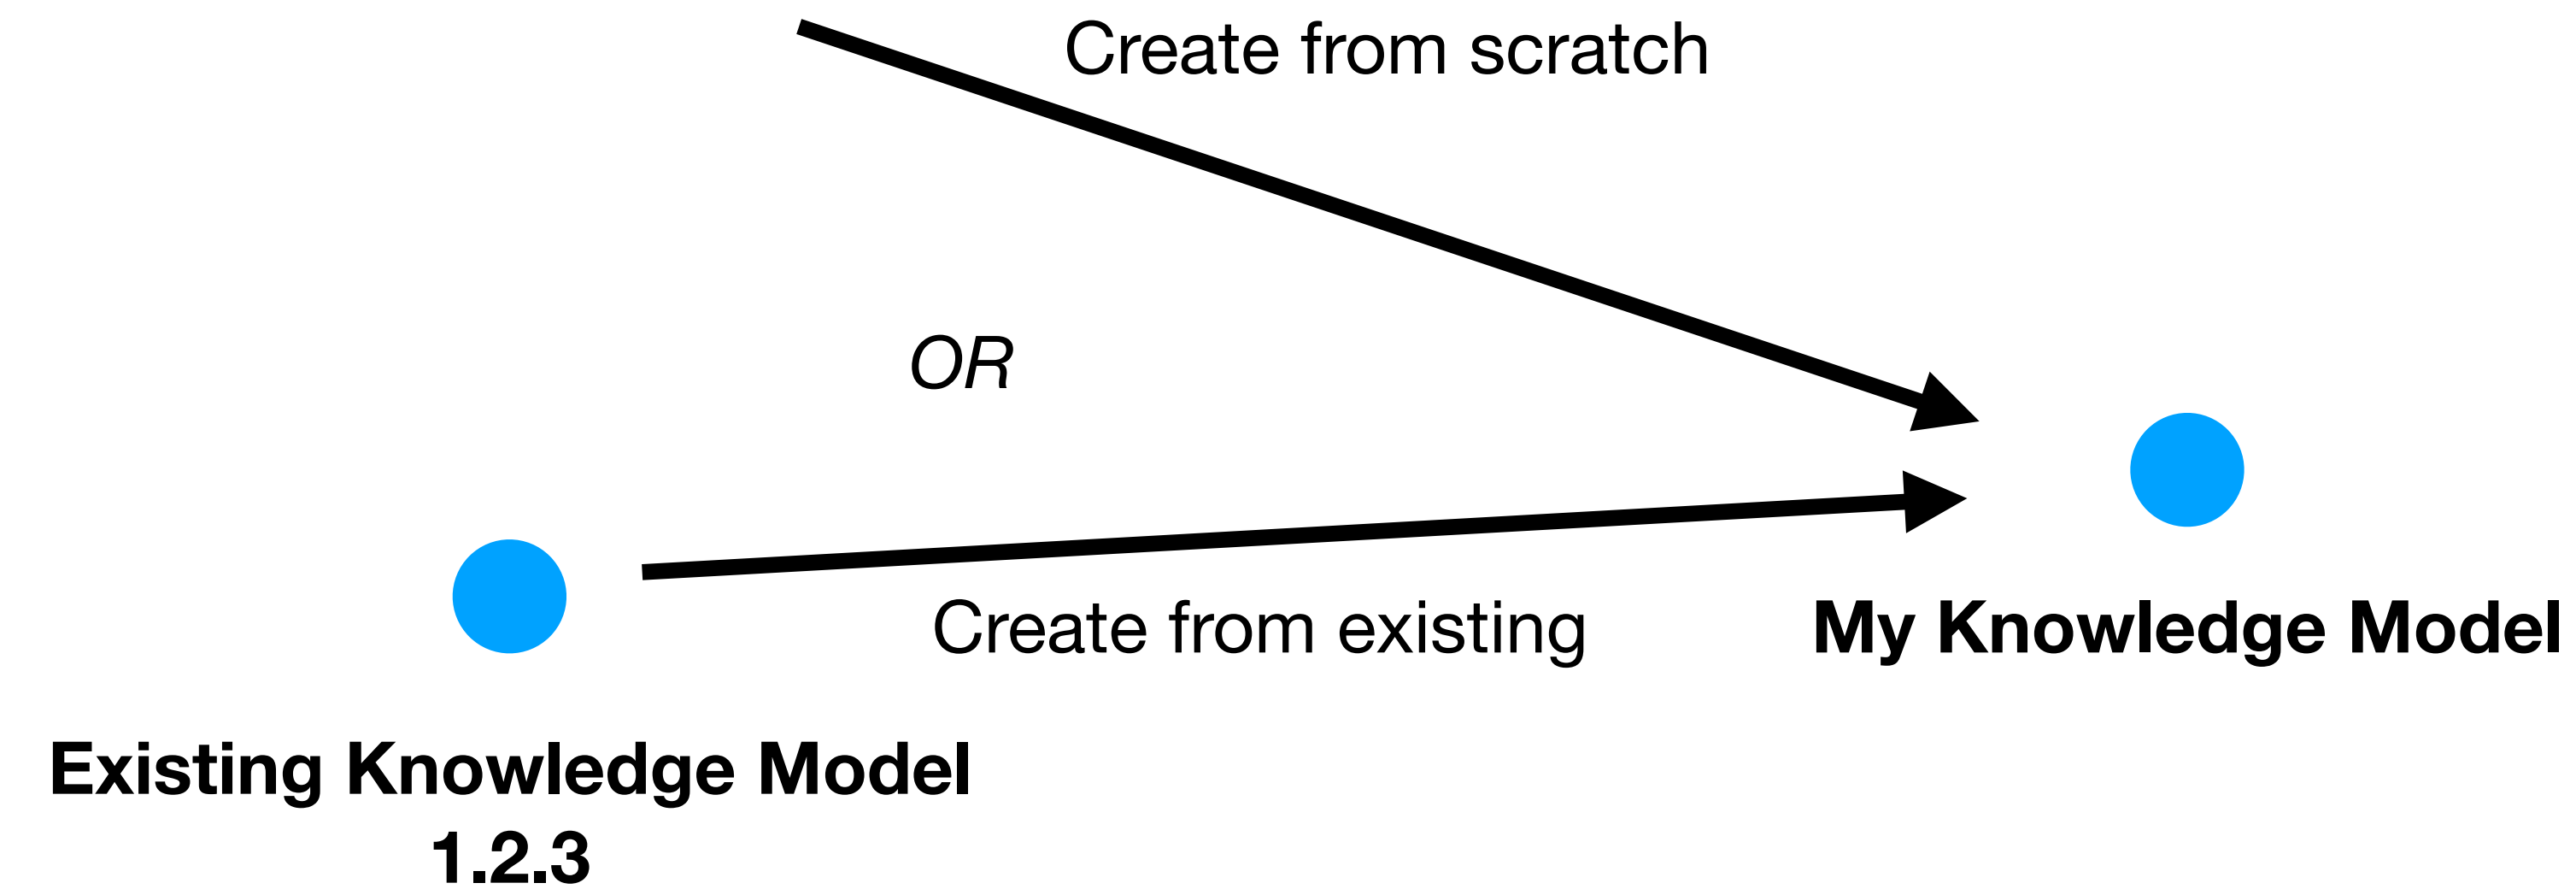 Create from scratch
OR
Create from existing
My Knowledge Model
Existing Knowledge Model
1.2.3